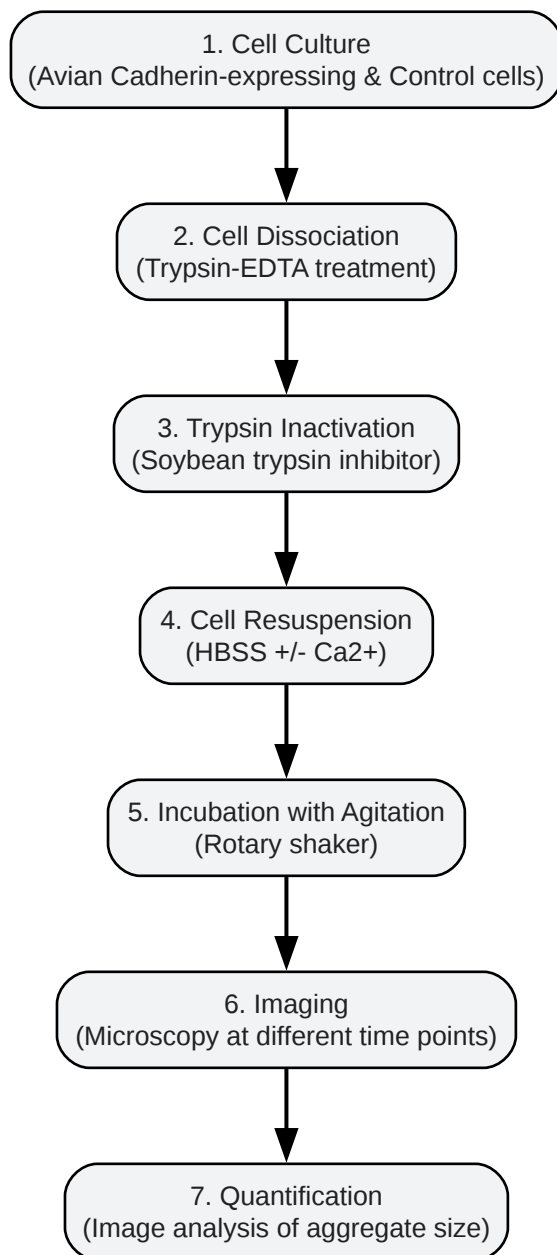 1. Cell Culture
(Avian Cadherin-expressing & Control cells)
2. Cell Dissociation
(Trypsin-EDTA treatment)
3. Trypsin Inactivation
(Soybean trypsin inhibitor)
4. Cell Resuspension
(HBSS +/- Ca2+)
5. Incubation with Agitation
(Rotary shaker)
6. Imaging
(Microscopy at different time points)
7. Quantification
(Image analysis of aggregate size)